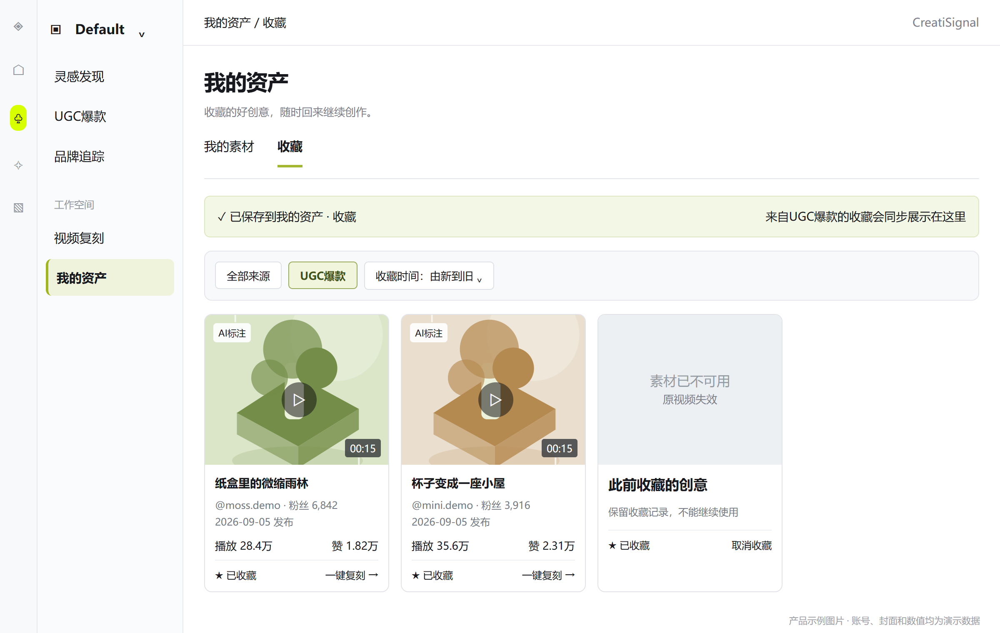 Default
灵感发现
UGC爆款
品牌追踪
工作空间
视频复刻
我的资产
我的资产 / 收藏
CreatiSignal
我的资产
收藏的好创意，随时回来继续创作。
我的素材
收藏
✓ 已保存到我的资产 · 收藏
来自UGC爆款的收藏会同步展示在这里
全部来源
UGC爆款
收藏时间：由新到旧
AI标注
00:15
纸盒里的微缩雨林
@moss.demo · 粉丝 6,842
2026-09-05 发布
播放 28.4万
赞 1.82万
★ 已收藏
一键复刻 →
AI标注
00:15
杯子变成一座小屋
@mini.demo · 粉丝 3,916
2026-09-05 发布
播放 35.6万
赞 2.31万
★ 已收藏
一键复刻 →
素材已不可用
原视频失效
此前收藏的创意
保留收藏记录，不能继续使用
★ 已收藏
取消收藏
产品示例图片 · 账号、封面和数值均为演示数据